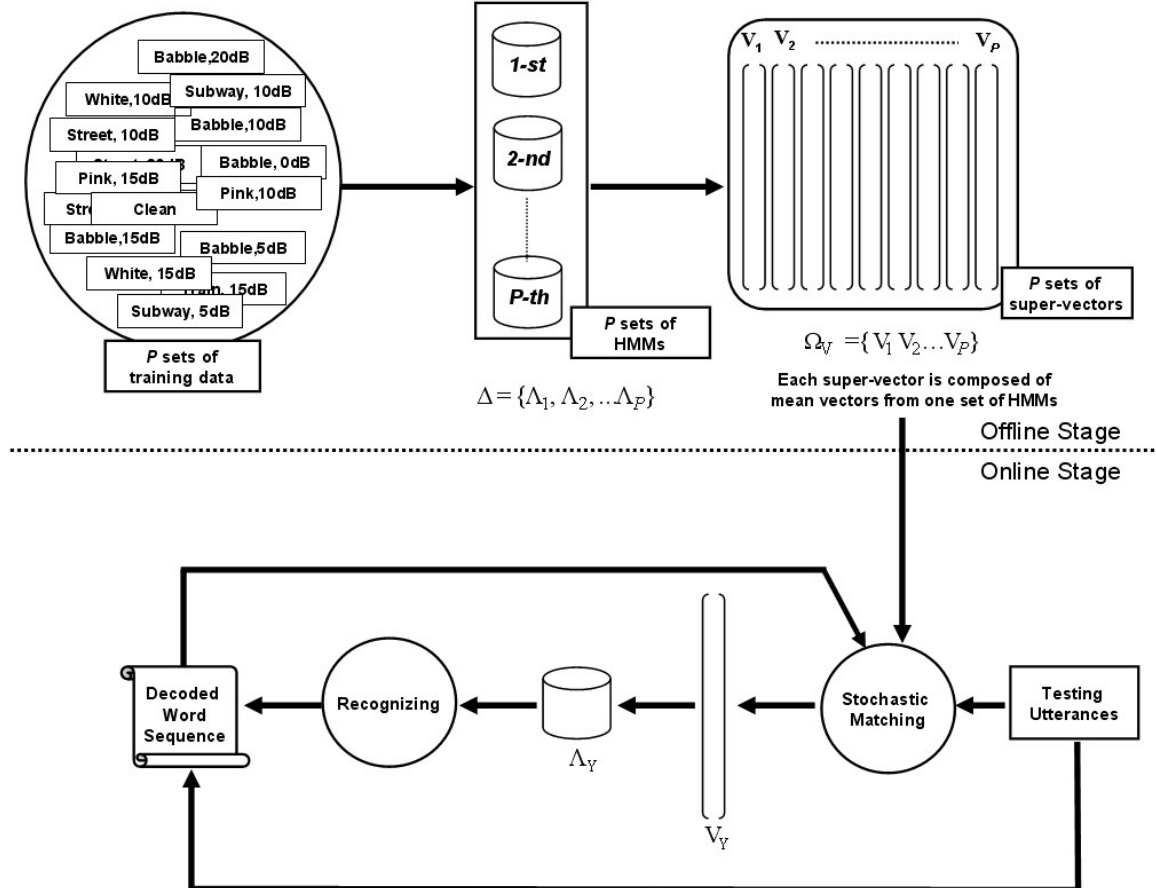 Babble,20dB
White,10dB
Subway, 10dB
Street, 10dB
Babble,10dB
Babble, 0dB
Pink, 15dB
Pink,10dB
Clean
Babble,15dB
Babble,5dB
White, 15dB
15dB
Subway, 5dB
P sets of
training data
1-st
2-nd
P-th
P sets of
HMMs
Δ = {Λ1, Λ2, ...ΛP}
V1 V2 ..................... VP
P sets of
super-vectors
ΩV = {V1 V2...VP}
Each super-vector is composed of
mean vectors from one set of HMMs
Offline Stage
Online Stage
Decoded
Word
Sequence
Recognizing
ΛY
VY
Stochastic
Matching
Testing
Utterances